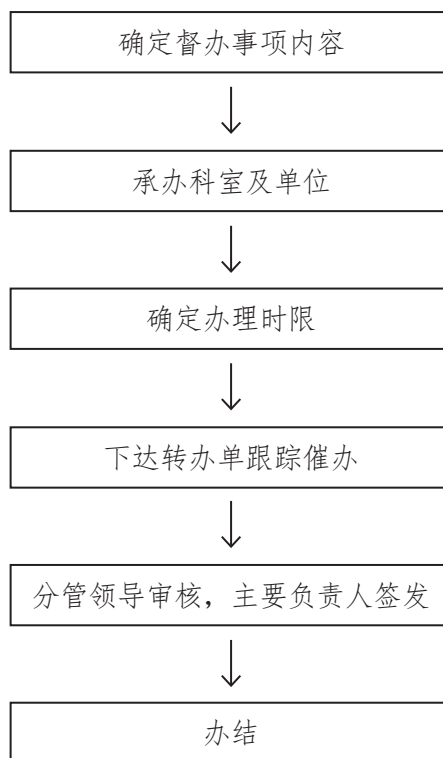 确定督办事项内容
承办科室及单位
确定办理时限
下达转办单跟踪催办
分管领导审核，主要负责人签发
办结